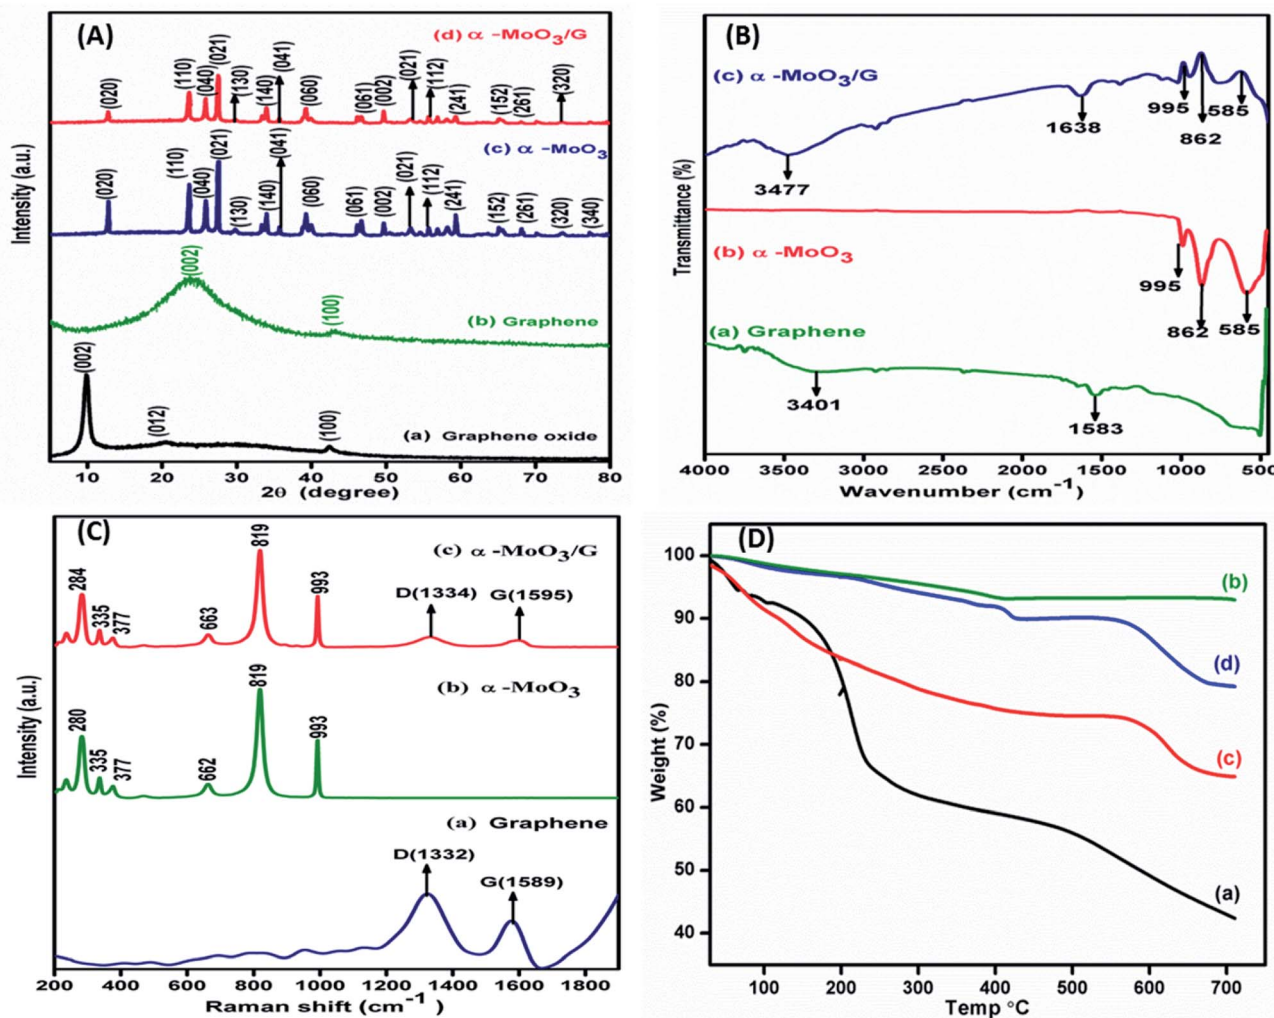 (A)
(d) α -MoO3/G
(020)
(110)
(040)
(021)
(130)
(140)
(041)
(060)
(061)
(002)
(021)
(112)
(241)
(152)
(261)
(320)
(c) α -MoO3
(020)
(110)
(040)
(021)
(130)
(140)
(041)
(060)
(061)
(002)
(021)
(112)
(241)
(152)
(261)
(320)
(340)
(002)
(100)
(b) Graphene
(002)
(012)
(100)
(a) Graphene oxide
Intensity (a.u.)
10 20 30 40 50 60 70 80
2θ (degree)
(B)
(c) α -MoO3/G
3477
1638
995
862
585
(b) α -MoO3
995
862
585
(a) Graphene
3401
1583
Transmittance (%)
4000 3500 3000 2500 2000 1500 1000 500
Wavenumber (cm-1)
(C)
(c) α -MoO3/G
284
335
377
663
819
993
D(1334)
G(1595)
(b) α -MoO3
280
335
377
662
819
993
(a) Graphene
D(1332)
G(1589)
Intensity (a.u.)
200 400 600 800 1000 1200 1400 1600 1800
Raman shift (cm-1)
(D)
100
90
80
70
60
50
40
(b)
(d)
(c)
(a)
Weight (%)
100 200 300 400 500 600 700
Temp °C